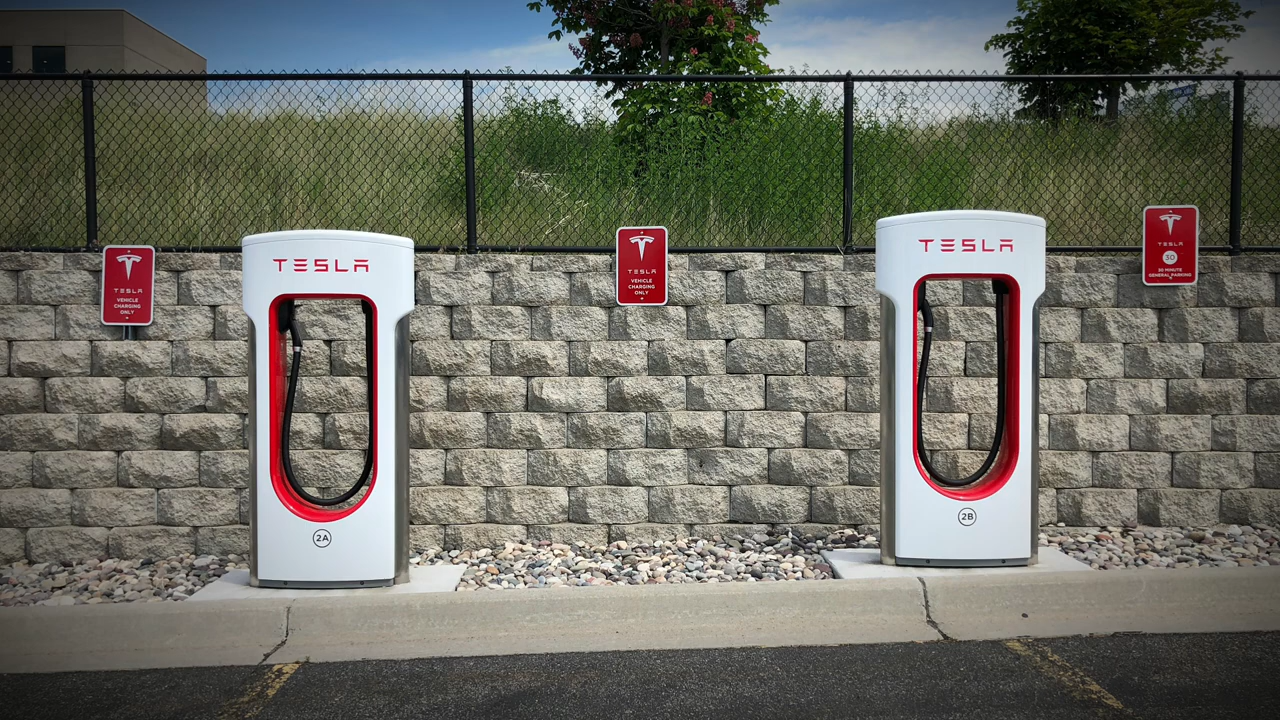 TESLA
VEHICLE
CHARGING
ONLY
TESLA
2A
TESLA
VEHICLE
CHARGING
ONLY
TESLA
2B
TESLA
30
30 MINUTE
GENERAL PARKING